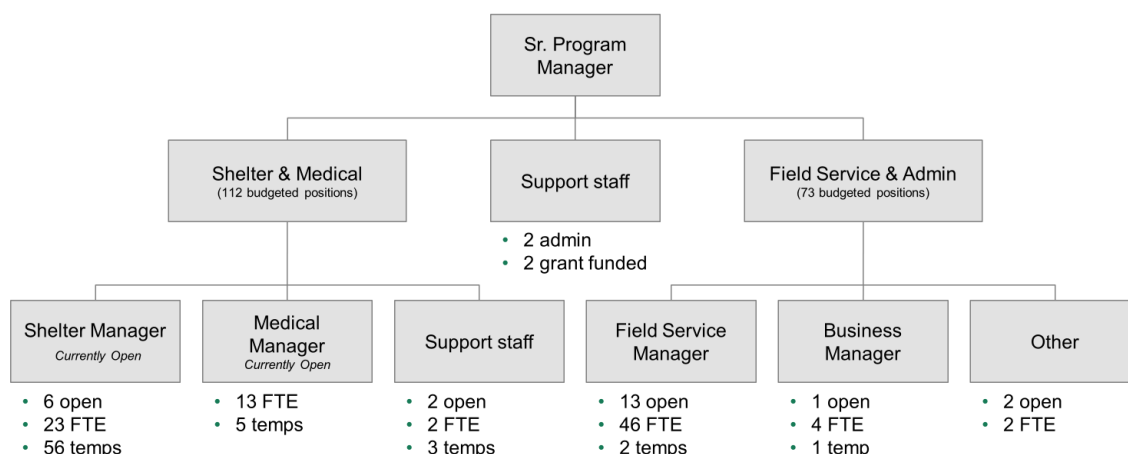 Sr. Program
Manager
Shelter & Medical
(112 budgeted positions)
Support staff
Field Service & Admin
(73 budgeted positions)
• 2 admin
• 2 grant funded
Shelter Manager
Currently Open
Medical
Manager
Currently Open
Support staff
Field Service
Manager
Business
Manager
Other
• 6 open
• 23 FTE
• 56 temps
• 13 FTE
• 5 temps
• 2 open
• 2 FTE
• 3 temps
• 13 open
• 46 FTE
• 2 temps
• 1 open
• 4 FTE
• 1 temp
• 2 open
• 2 FTE